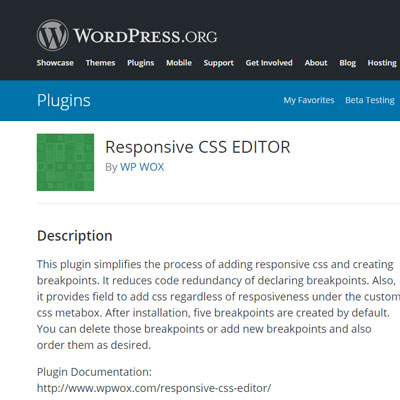 WORDPRESS.ORG
Showcase Themes Plugins Mobile Support Get Involved About Blog Hosting
Plugins My Favorites Beta Testing
Responsive CSS EDITOR
By WP WOX
Description
This plugin simplifies the process of adding responsive css and creating
breakpoints. It reduces code redundancy of declaring breakpoints. Also,
it provides field to add css regardless of resposiveness under the custom
css metabox. After installation, five breakpoints are created by default.
You can delete those breakpoints or add new breakpoints and also
order them as desired.
Plugin Documentation:
http://www.wpwox.com/responsive-css-editor/